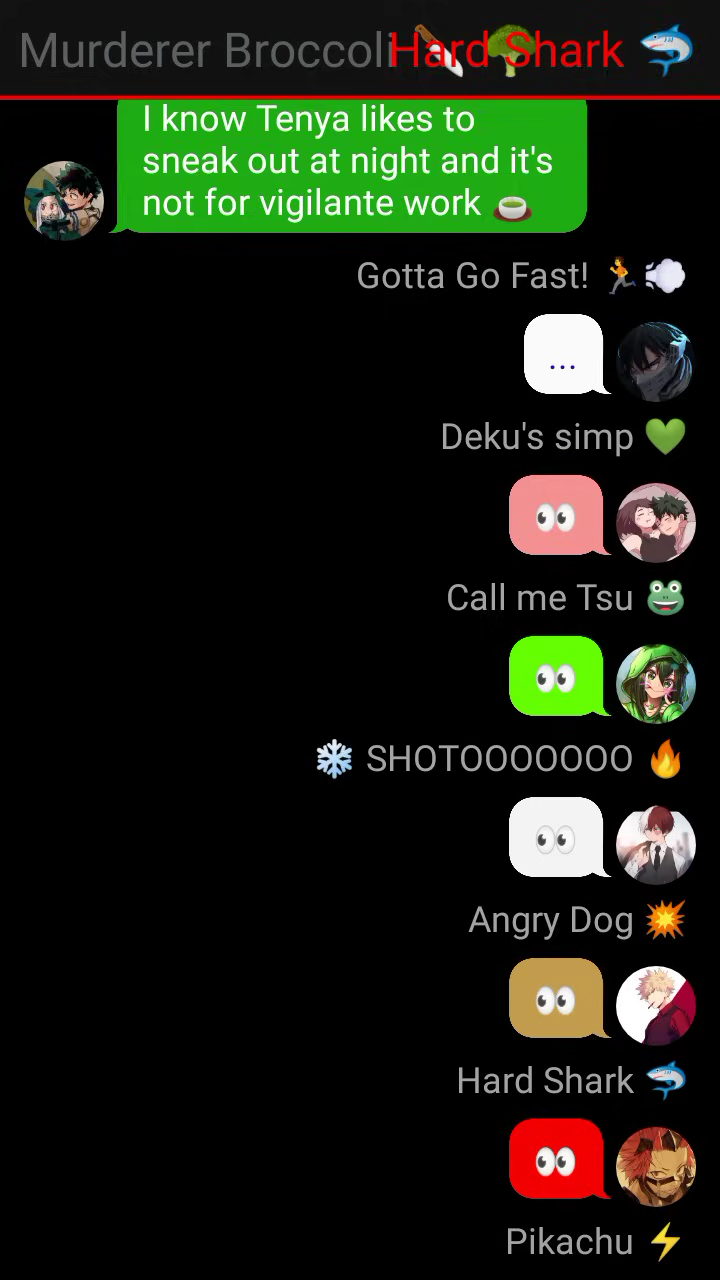 Murderer Broccoli 🔪🥦 Hard Shark 🦈
I know Tenya likes to
sneak out at night and it's
not for vigilante work 🍵
Gotta Go Fast! 🏃💨
...
Deku's simp 💚
👀
Call me Tsu 🐸
👀
❄️ SHOTOOOOOOO 🔥
👀
Angry Dog 💥
👀
Hard Shark 🦈
👀
Pikachu ⚡